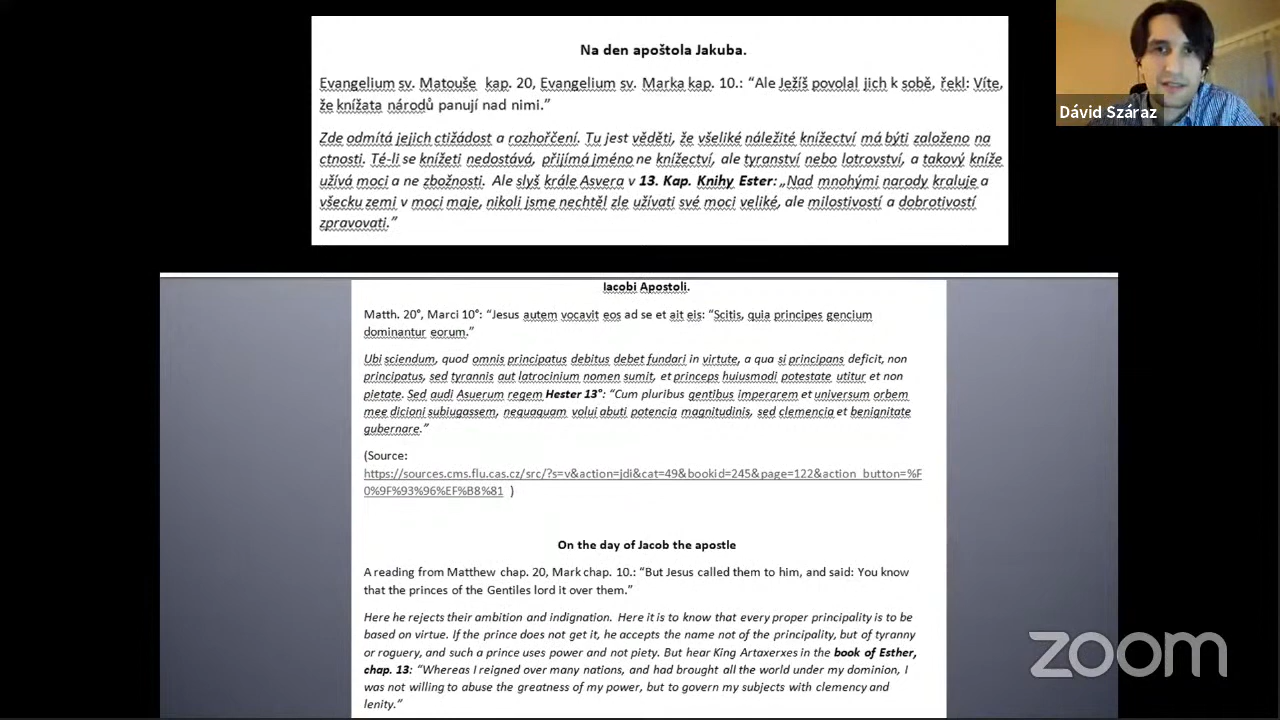 Na den apoštola Jakuba.
Evangelium sv. Matouše kap. 20, Evangelium sv. Marka kap. 10.: “Ale Ježíš povolal jich k sobě, řekl: Víte,
že knížata národů panují nad nimi.”
Zde odmítá jejich ctižádost a rozhořčení. Tu jest věděti, že všeliké náležité knížectví má býti založeno na
ctnosti. Té-li se knížeti nedostává, přijímá jméno ne knížectví, ale tyranství nebo lotrovství, a takový kníže
užívá moci a ne zbožnosti. Ale slyš krále Asvera v 13. Kap. Knihy Ester: „Nad mnohými narody kraluje a
všecku zemi v moci maje, nikoli jsme nechtěl zle užívati své moci veliké, ale milostivostí a dobrotivostí
zpravovati.”
Dávid Száraz
Iacobi Apostoli.
Matth. 20°, Marci 10°: “Jesus autem vocavit eos ad se et ait eis: “Scitis, quia principes gencium
dominantur eorum.”
Ubi sciendum, quod omnis principatus debitus debet fundari in virtute, a qua si principans deficit, non
principatus, sed tyrannis aut latrocinium nomen sumit, et princeps huiusmodi potestate utitur et non
pietate. Sed audi Asuerum regem Hester 13°: “Cum pluribus gentibus imperarem et universum orbem
mee dicioni subiugassem, nequaquam volui abuti potencia magnitudinis, sed clemencia et benignitate
gubernare.”
(Source:
https://sources.cms.flu.cas.cz/src/?s=v&action=jdi&cat=49&bookid=245&page=122&action_button=%F
0%9F%93%96%EF%B8%81 )
On the day of Jacob the apostle
A reading from Matthew chap. 20, Mark chap. 10.: “But Jesus called them to him, and said: You know
that the princes of the Gentiles lord it over them.”
Here he rejects their ambition and indignation. Here it is to know that every proper principality is to be
based on virtue. If the prince does not get it, he accepts the name not of the principality, but of tyranny
or roguery, and such a prince uses power and not piety. But hear King Artaxerxes in the book of Esther,
chap. 13: “Whereas I reigned over many nations, and had brought all the world under my dominion, I
was not willing to abuse the greatness of my power, but to govern my subjects with clemency and
lenity.”
zoom